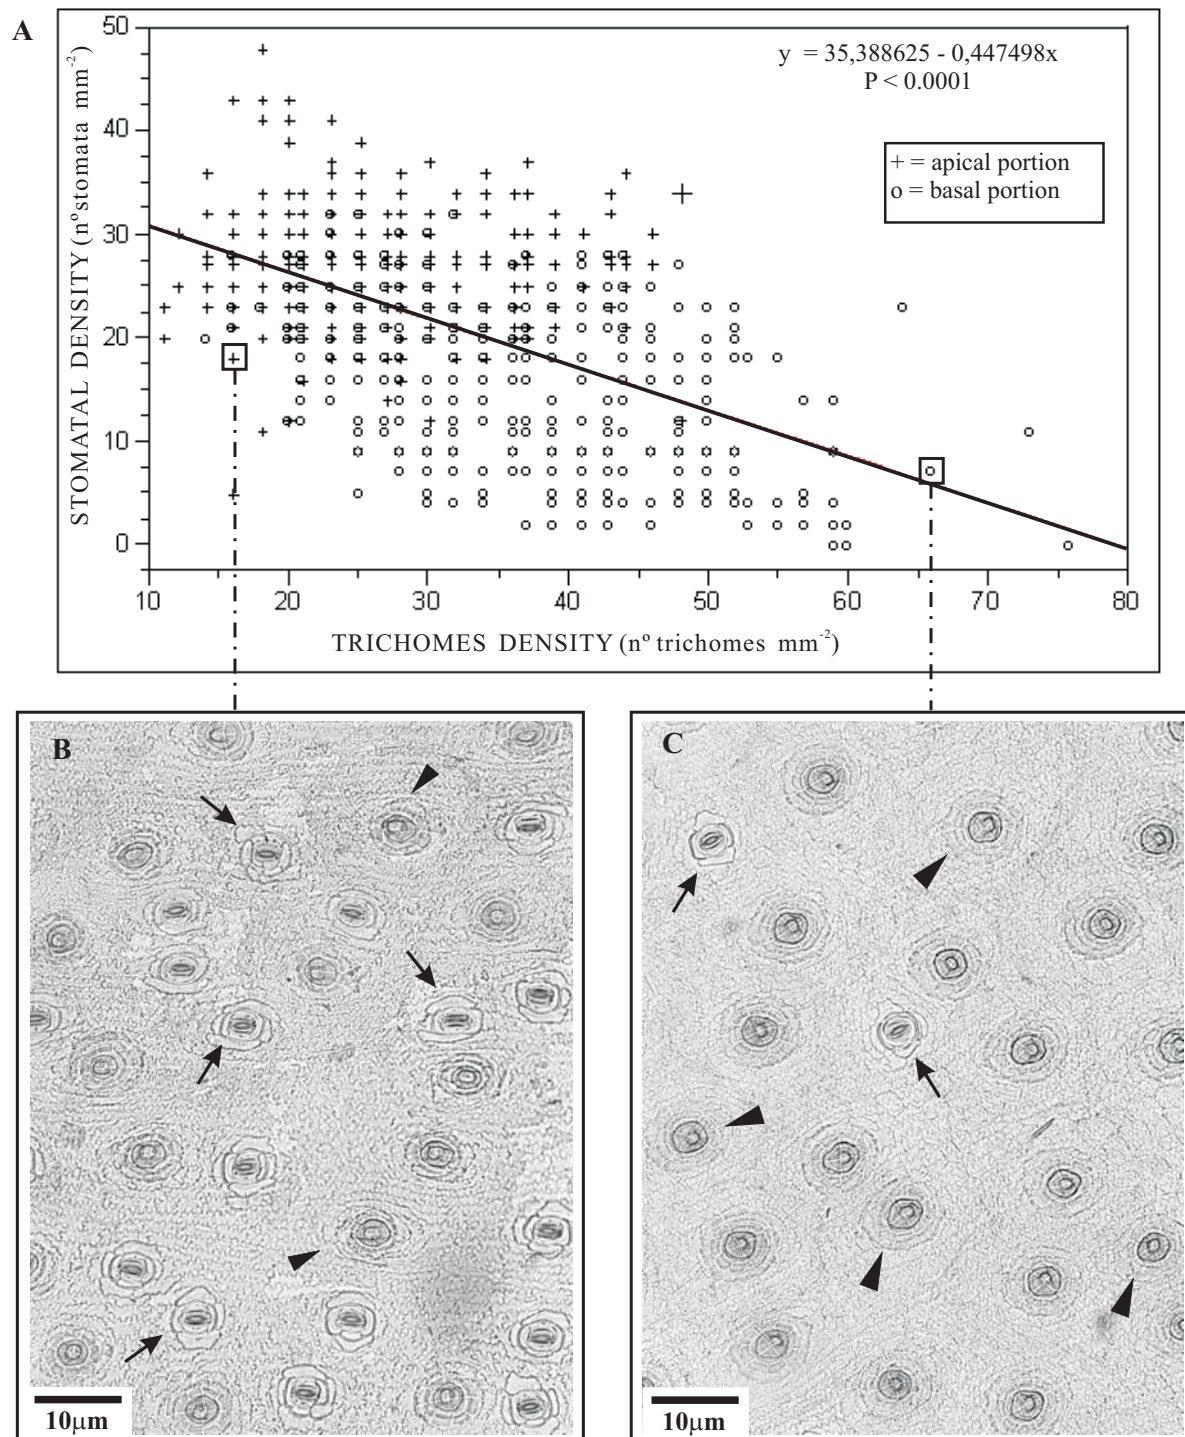 A
y = 35,388625 - 0,447498x
P < 0.0001
+ = apical portion
o = basal portion
STOMATAL DENSITY (nº stomata mm-2)
50
40
30
20
10
0
10 20 30 40 50 60 70 80
TRICHOMES DENSITY (nº trichomes mm-2)
B
10µm
C
10µm